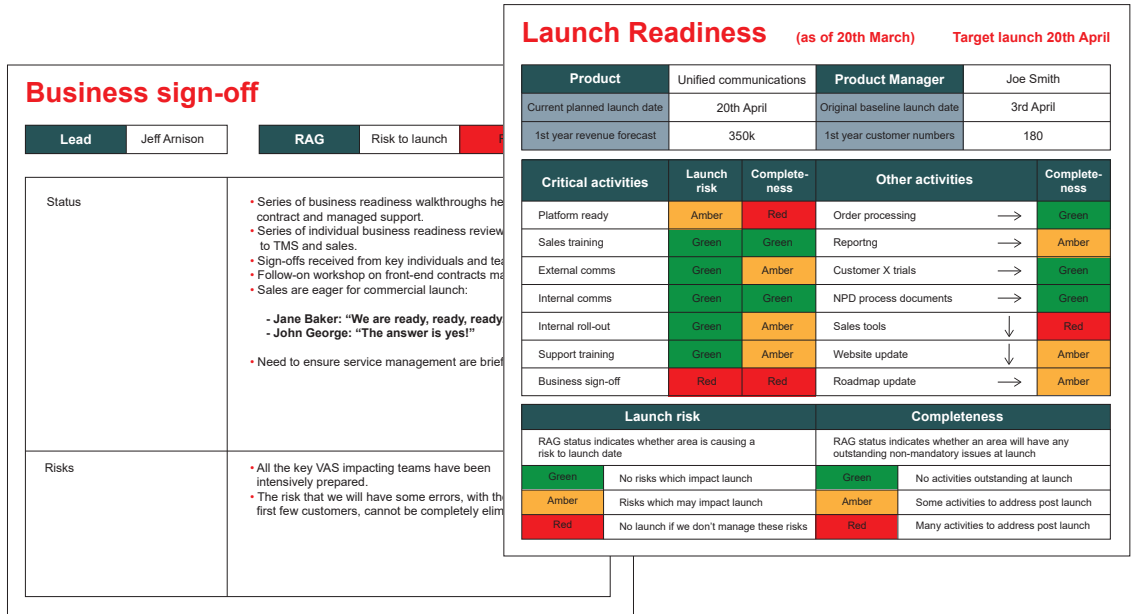 Business sign-off
Lead Jeff Arnison RAG Risk to launch
Status
• Series of business readiness walkthroughs
contract and managed support.
• Series of individual business readiness
to TMS and sales.
• Sign-offs received from key individuals and
• Follow-on workshop on front-end contracts
• Sales are eager for commercial launch:
- Jane Baker: “We are ready, ready, ready
- John George: “The answer is yes!”
• Need to ensure service management are
Risks
• All the key VAS impacting teams have been
intensively prepared.
• The risk that we will have some errors, with
first few customers, cannot be completely
Launch Readiness (as of 20th March) Target launch 20th April
Product Unified communications Product Manager Joe Smith
Current planned launch date 20th April Original baseline launch date 3rd April
1st year revenue forecast 350k 1st year customer numbers 180
Critical activities Launch risk Complete-ness Other activities Complete-ness
Platform ready Amber Red Order processing → Green
Sales training Green Green Reportng → Amber
External comms Green Amber Customer X trials → Green
Internal comms Green Green NPD process documents → Green
Internal roll-out Green Amber Sales tools ↓ Red
Support training Green Amber Website update ↓ Amber
Business sign-off Red Red Roadmap update → Amber
Launch risk Completeness
RAG status indicates whether area is causing a
risk to launch date
RAG status indicates whether an area will have any
outstanding non-mandatory issues at launch
Green No risks which impact launch Green No activities outstanding at launch
Amber Risks which may impact launch Amber Some activities to address post launch
Red No launch if we don’t manage these risks Red Many activities to address post launch